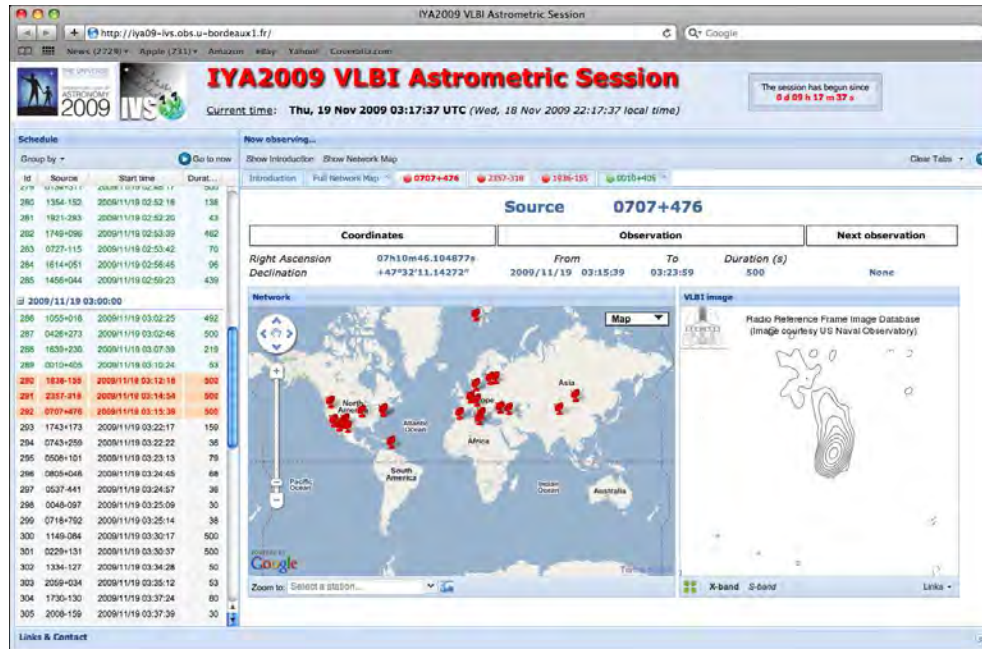 IYA2009 VLBI Astrometric Session
http://iya09-ivs.obs.u-bordeaux1.fr/
Google
News (2728) Apple (731) Amazon eBay Yahoo! Coveralia.com
THE UNIVERSE
ASTRONOMY
2009
IVS
IYA2009 VLBI Astrometric Session
Current time: Thu, 19 Nov 2009 03:17:37 UTC (Wed, 18 Nov 2009 22:17:37 local time)
The session has begun since
0 d 09 h 17 m 37 s
Schedule
Now observing...
Group by
Go to now
Show Introduction Show Network Map
Clear Tabs
Id Source Start time Durat...
Introduction Full Network Map 0707+476 2357-318 1936-155 0010+405
280 1354-152 2009/11/19 02:52:18 138
281 1921-293 2009/11/19 02:52:20 43
282 1749+096 2009/11/19 02:53:39 462
283 0727-115 2009/11/19 02:53:42 70
284 1614+051 2009/11/19 02:56:45 96
285 1456+044 2009/11/19 02:59:23 439
2009/11/19 03:00:00
286 1055+018 2009/11/19 03:02:25 492
287 0426+273 2009/11/19 03:02:46 500
288 1639+230 2009/11/19 03:07:39 219
289 0010+405 2009/11/19 03:10:24 53
290 1936-155 2009/11/19 03:12:18 500
291 2357-318 2009/11/19 03:14:54 500
292 0707+476 2009/11/19 03:15:39 500
293 1743+173 2009/11/19 03:22:17 159
294 0743+259 2009/11/19 03:22:22 36
295 0506+101 2009/11/19 03:23:13 79
296 0805+046 2009/11/19 03:24:45 68
297 0537-441 2009/11/19 03:24:57 36
298 0048-097 2009/11/19 03:25:09 30
299 0718+792 2009/11/19 03:25:14 38
300 1149-084 2009/11/19 03:30:17 500
301 0229+131 2009/11/19 03:30:37 500
302 1334-127 2009/11/19 03:34:28 50
303 2059+034 2009/11/19 03:35:12 53
304 1730-130 2009/11/19 03:37:24 80
305 2008-159 2009/11/19 03:37:39 30
Source 0707+476
Coordinates Observation Next observation
Right Ascension 07h10m46.104877s From To Duration (s)
Declination +47°32'11.14272" 2009/11/19 03:15:39 03:23:59 500 None
Network
VLBI image
Map
Radio Reference Frame Image Database
(Image courtesy US Naval Observatory)
Asia
North
America
Europe
Atlantic
Ocean
Africa
South
America
Pacific
Ocean
Indian
Ocean
Australia
POWERED BY
Google
Zoom to: Select a station...
X-band S-band
Links
Links & Contact